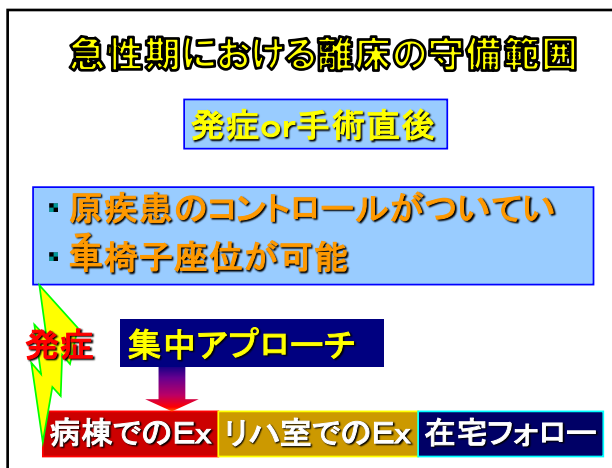 急性期における離床の守備範囲
発症or手術直後
・原疾患のコントロールがついてい
る
・車椅子座位が可能
発症
集中アプローチ
病棟でのEx
リハ室でのEx
在宅フォロー